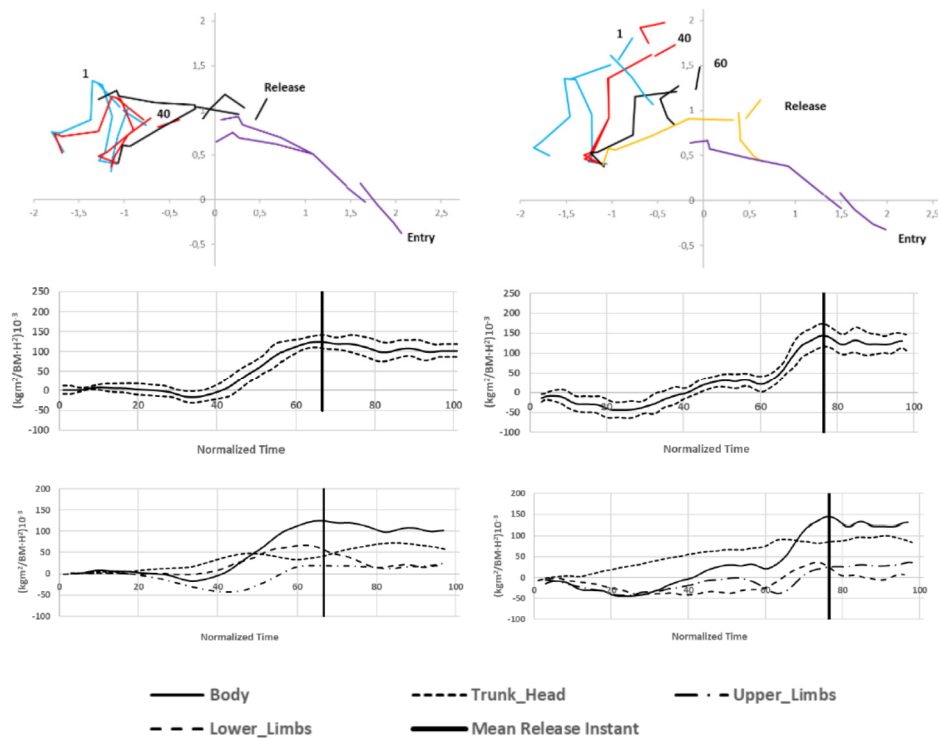 2
1,5
1
0,5
0
0,5
-2 -1,5 -1 -0,5 0 0,5 1 1,5 2 2,5
1
40
Release
Entry
2
1,5
1
0,5
0
0,5
-2 -1,5 -1 -0,5 0 0,5 1 1,5 2 2,5
1
40
60
Release
Entry
(kgm²/BM·H²)10⁻³
250
200
150
100
50
0
-50
-100
0 20 40 60 80 100
Normalized Time
(kgm²/BM·H²)10⁻³
250
200
150
100
50
0
-50
-100
0 20 40 60 80 100
Normalized Time
(kgm²/BM·H²)10⁻³
200
150
100
50
0
-50
-100
0 20 40 60 80 100
Normalized Time
(kgm²/BM·H²)10⁻³
200
150
100
50
0
-50
-100
0 20 40 60 80 100
Normalized Time
Body Trunk_Head Upper_Limbs
Lower_Limbs Mean Release Instant